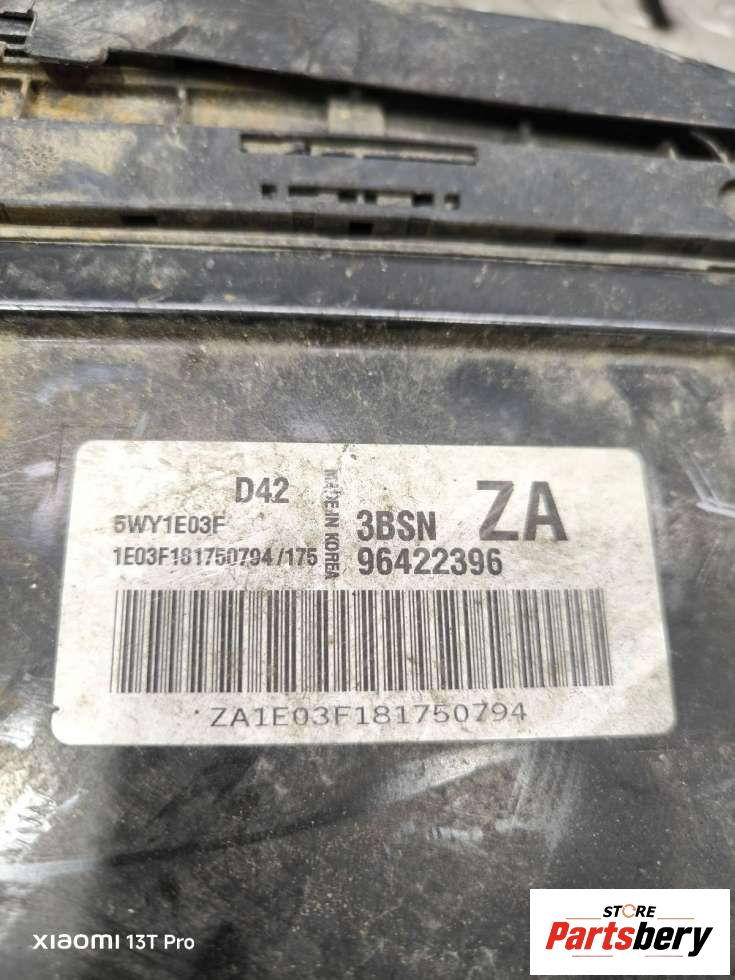 D42
5WY1E03F
1E03F181750794/175
MADE IN KOREA
3BSN
ZA
96422396
ZA1E03F181750794
XIAOMI 13T Pro
STORE
Partsbery